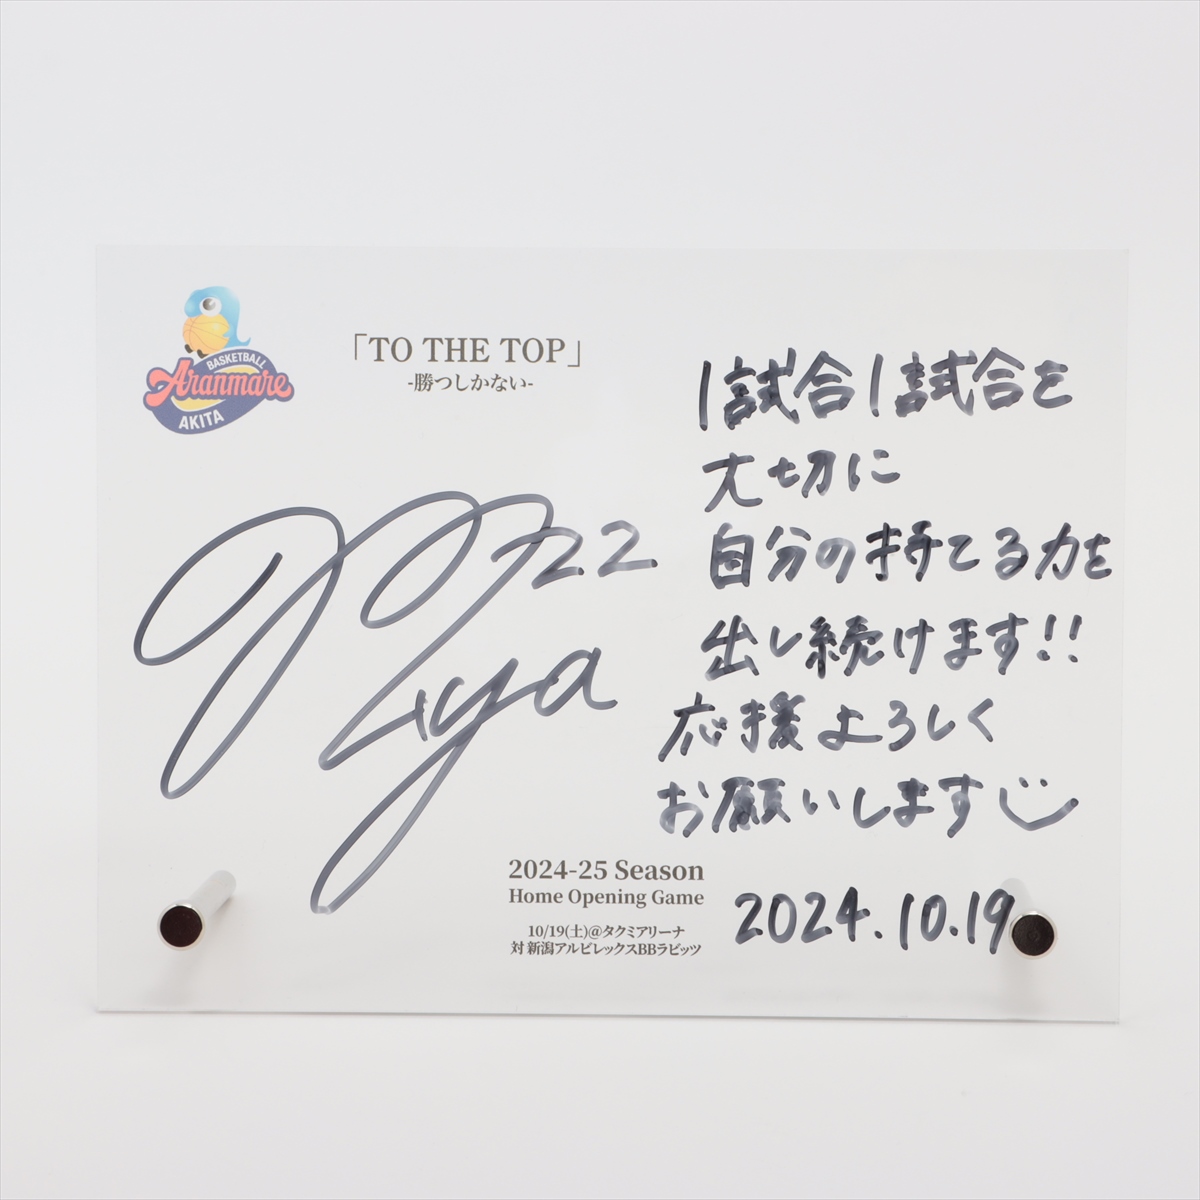 BASKETBALL
Aranmare
AKITA
「TO THE TOP」
-勝つしかない-
1試合1試合を
大切に
自分の持てる力を
出し続けます!!
応援よろしく
お願いします
22
2024-25 Season
Home Opening Game
10/19(土)@タクミアリーナ
対 新潟アルビレックスBBラビッツ
2024.10.19